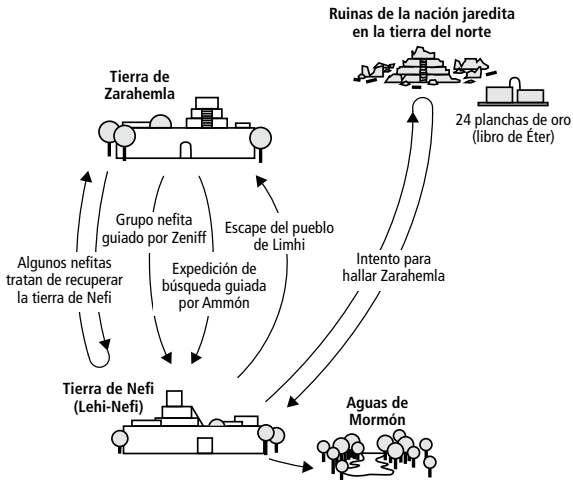 Ruinas de la nación jaredita
en la tierra del norte
Tierra de
Zarahemla
24 planchas de oro
(libro de Éter)
Grupo nefita
guiado por Zeniff
Escape del pueblo
de Limhi
Algunos nefitas
tratan de recuperar
la tierra de Nefi
Expedición de
búsqueda guiada
por Ammón
Intento para
hallar Zarahemla
Tierra de Nefi
(Lehi-Nefi)
Aguas de
Mormón